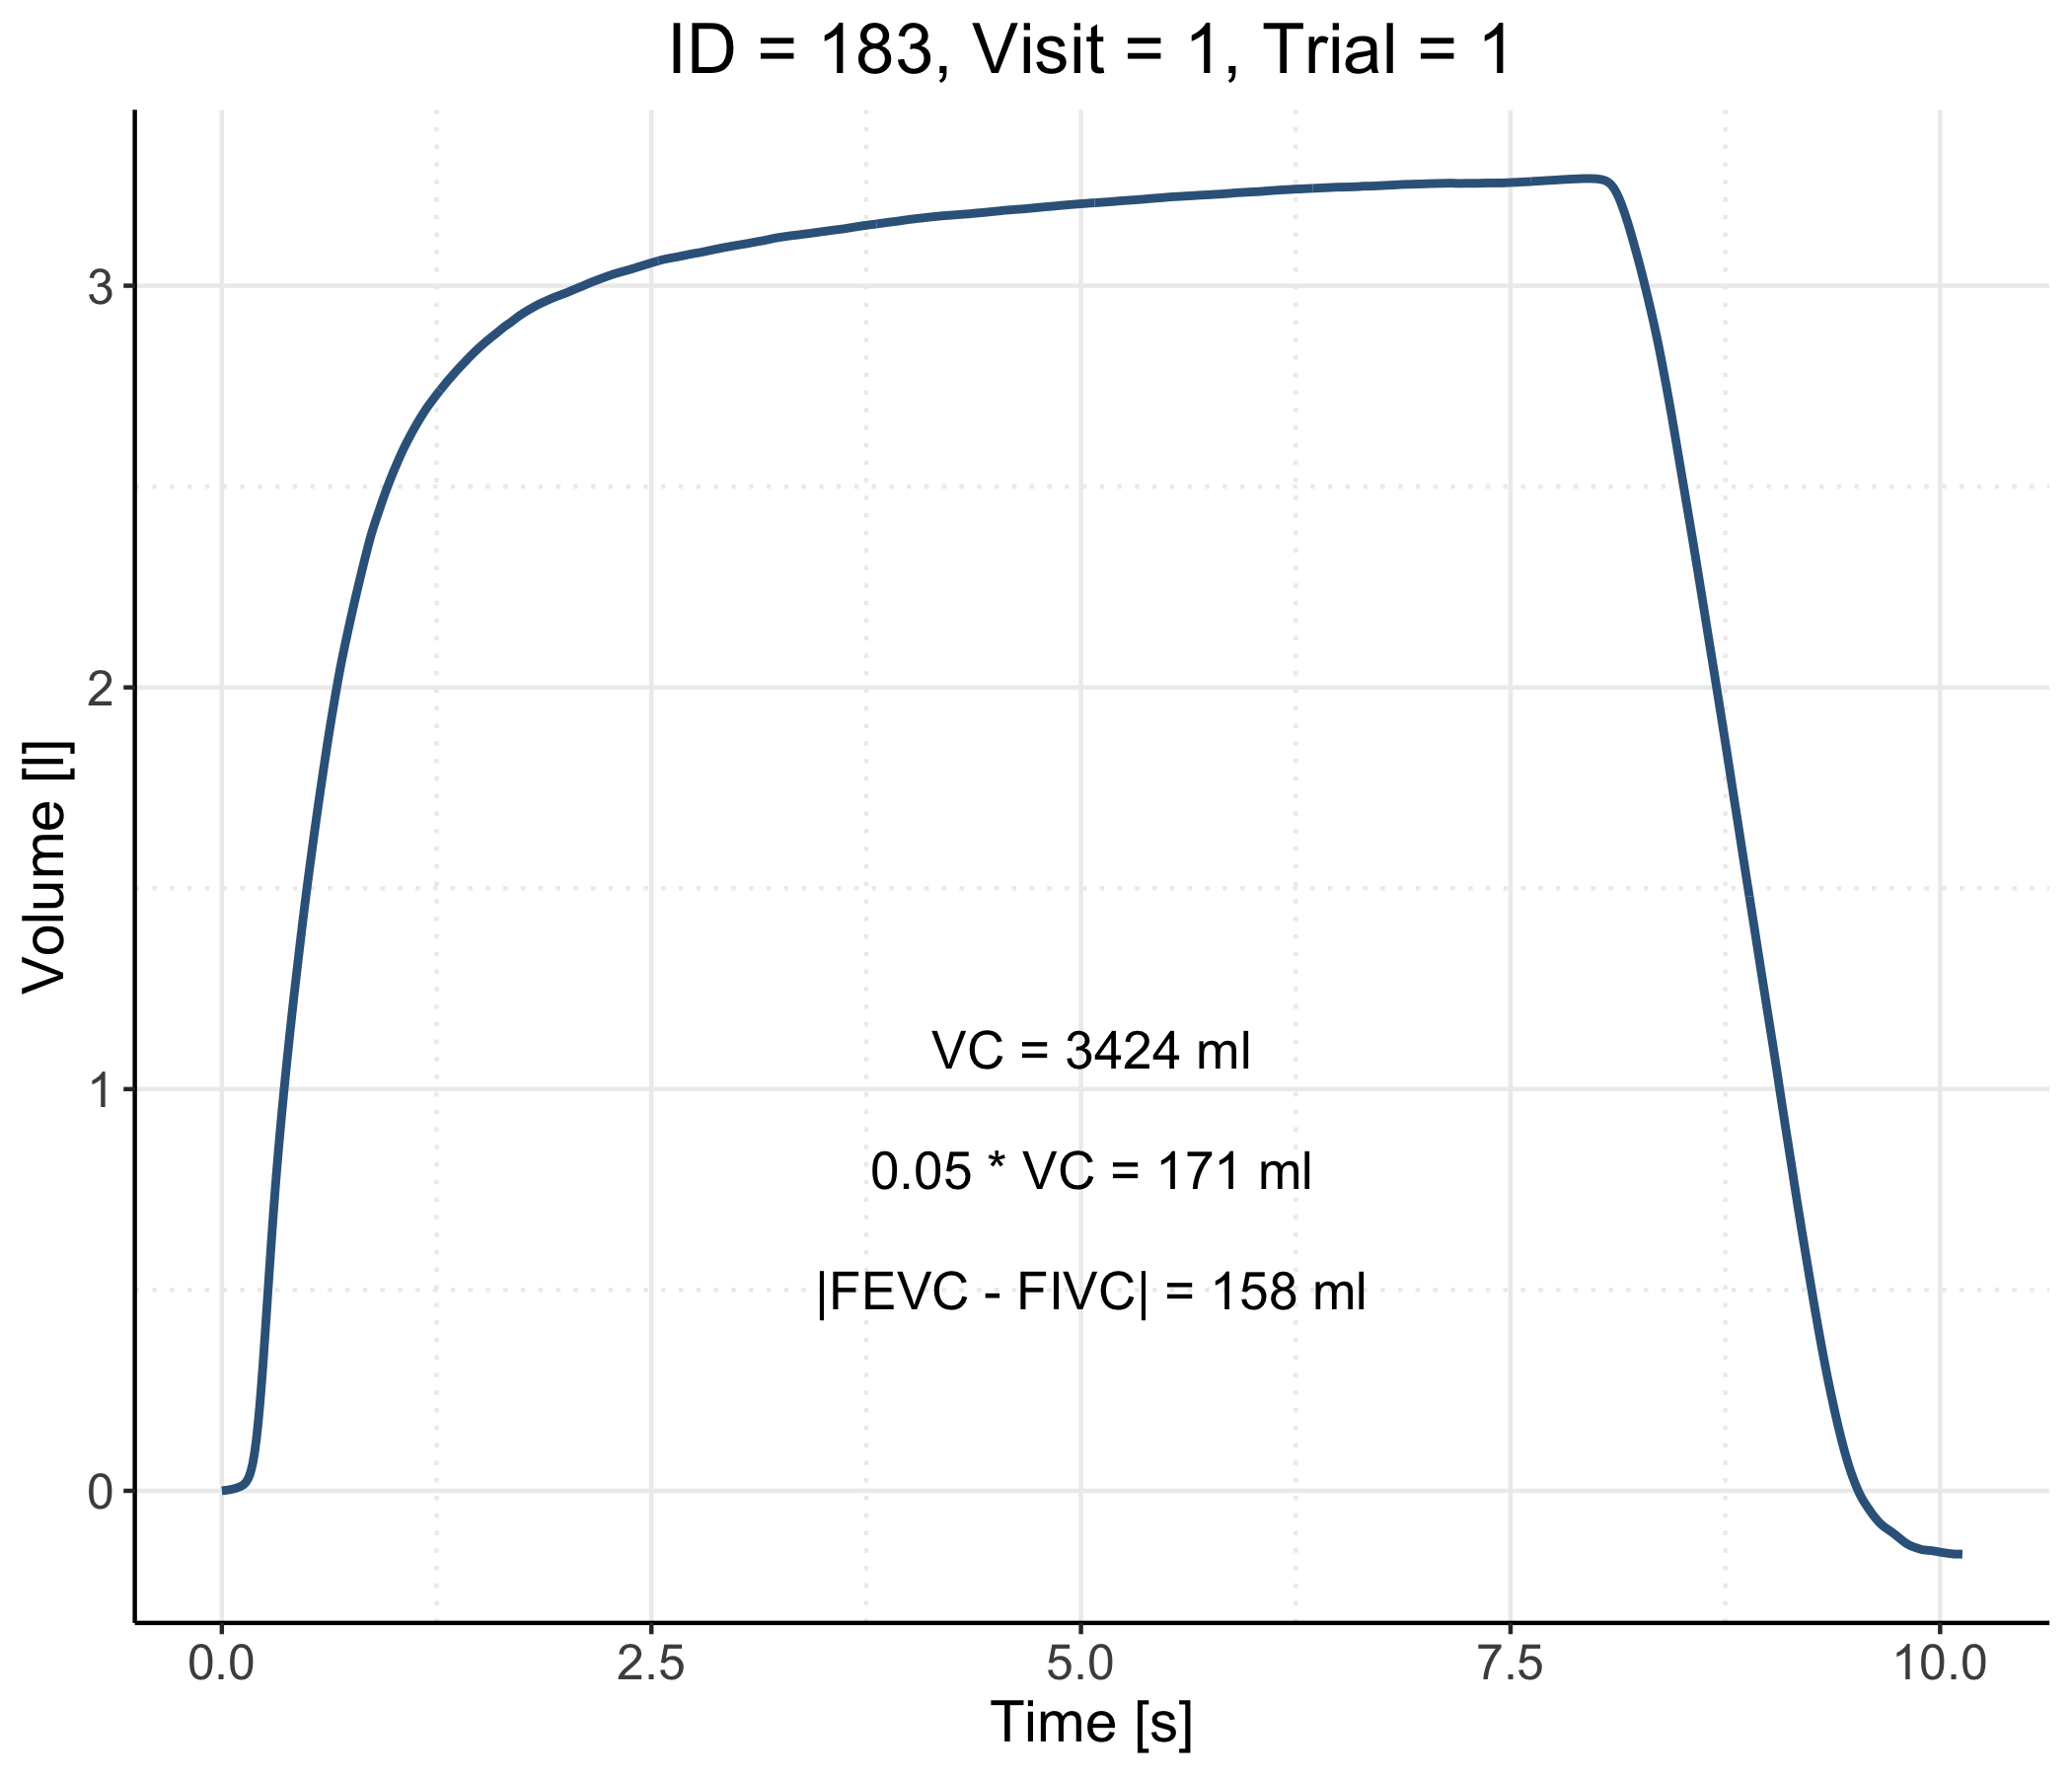 ID = 183, Visit = 1, Trial = 1
3
2
1
0
Volume [l]
VC = 3424 ml
0.05 * VC = 171 ml
|FEVC - FIVC| = 158 ml
0.0
2.5
5.0
7.5
10.0
Time [s]